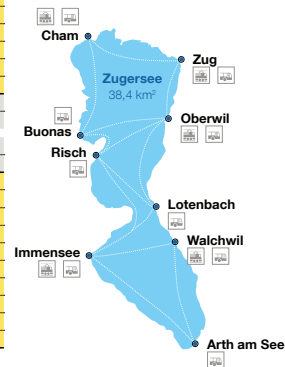 Cham
Zug
Zugersee
38,4 km²
Oberwil
Buonas
Risch
Lotenbach
Walchwil
Immensee
Arth am See